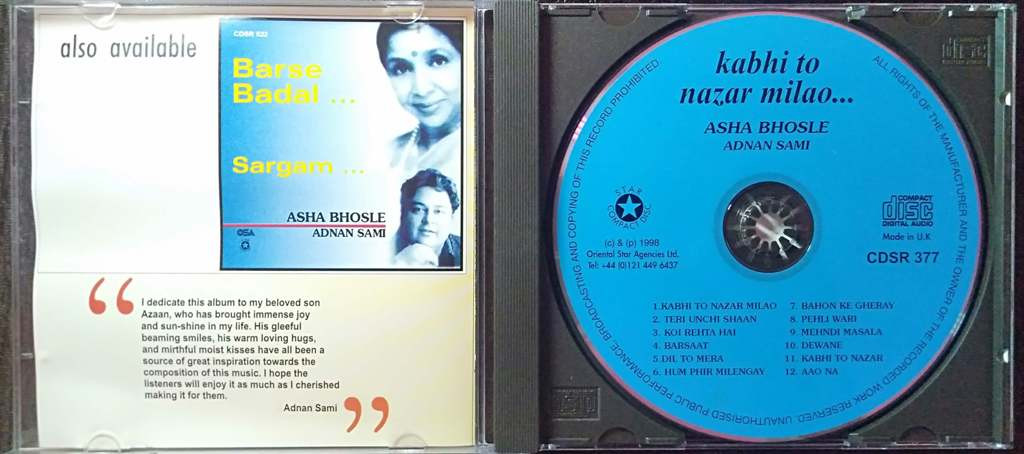 also available
CDSR 522
Barse
Badal ...
Sargam ...
ASHA BHOSLE
ADNAN SAMI
OSA
“
I dedicate this album to my beloved son
Azaan, who has brought immense joy
and sun-shine in my life. His gleeful
beaming smiles, his warm loving hugs,
and mirthful moist kisses have all been a
source of great inspiration towards the
composition of this music. I hope the
listeners will enjoy it as much as I cherished
making it for them.
Adnan Sami
”
kabhi to
nazar milao...
ASHA BHOSLE
ADNAN SAMI
STAR
COMPACT DISC
(c) & (p) 1998
Oriental Star Agencies Ltd.
Tel: +44 (0)121 449 6437
COMPACT
disc
DIGITAL AUDIO
Made in U.K
CDSR 377
1.KABHI TO NAZAR MILAO
2. TERI UNCHI SHAAN
3. KOI REHTA HAI
4. BARSAAT
5.DIL TO MERA
6. HUM PHIR MILENGAY
7. BAHON KE GHERAY
8. PEHLI WARI
9. MEHNDI MASALA
10. DEWANE
11. KABHI TO NAZAR
12. AAO NA
ALL RIGHTS OF THE MANUFACTURER AND THE OWNER OF THE RECORDED WORK RESERVED. UNAUTHORISED PUBLIC PERFORMANCE, BROADCASTING AND COPYING OF THIS RECORD PROHIBITED
disc